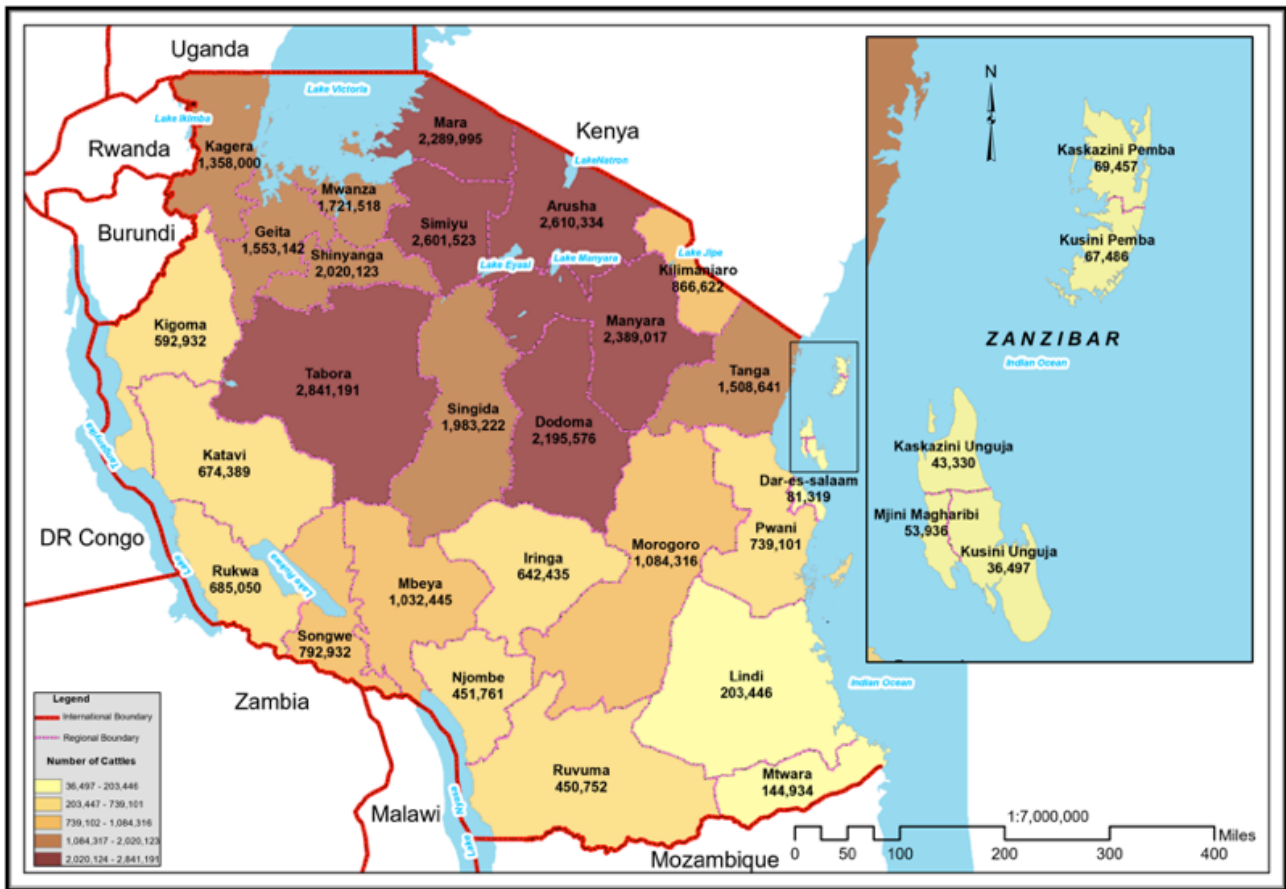 Uganda
Lake Victoria
Lake Ikimba
Rwanda
Burundi
Kenya
Kagera
1,358,000
Mara
2,289,995
LakeNatron
Mwanza
1,721,518
Arusha
2,610,334
Geita
1,553,142
Simiyu
2,601,523
Shinyanga
2,020,123
Lake Eyasi
Lake Manyara
Lake Jipe
Kilimanjaro
866,622
Kigoma
592,932
Manyara
2,389,017
Tabora
2,841,191
Tanga
1,508,641
Singida
1,983,222
Dodoma
2,195,576
Katavi
674,389
Tanganyika
Lake
Dar-es-salaam
81,319
DR Congo
Pwani
739,101
Morogoro
1,084,316
Iringa
642,435
Rukwa
685,050
Lake Rukwa
Mbeya
1,032,445
Songwe
792,932
Zambia
Njombe
451,761
Lindi
203,446
Indian Ocean
Ruvuma
450,752
Mtwara
144,934
Malawi
Nyasa
Lake
Mozambique
N
Kaskazini Pemba
69,457
Kusini Pemba
67,486
ZANZIBAR
Indian Ocean
Kaskazini Unguja
43,330
Mjini Magharibi
53,936
Kusini Unguja
36,497
Legend
International Boundary
Regional Boundary
Number of Cattles
36,497 - 203,446
203,447 - 739,101
739,102 - 1,084,316
1,084,317 - 2,020,123
2,020,124 - 2,841,191
1:7,000,000
Miles
0 50 100 200 300 400